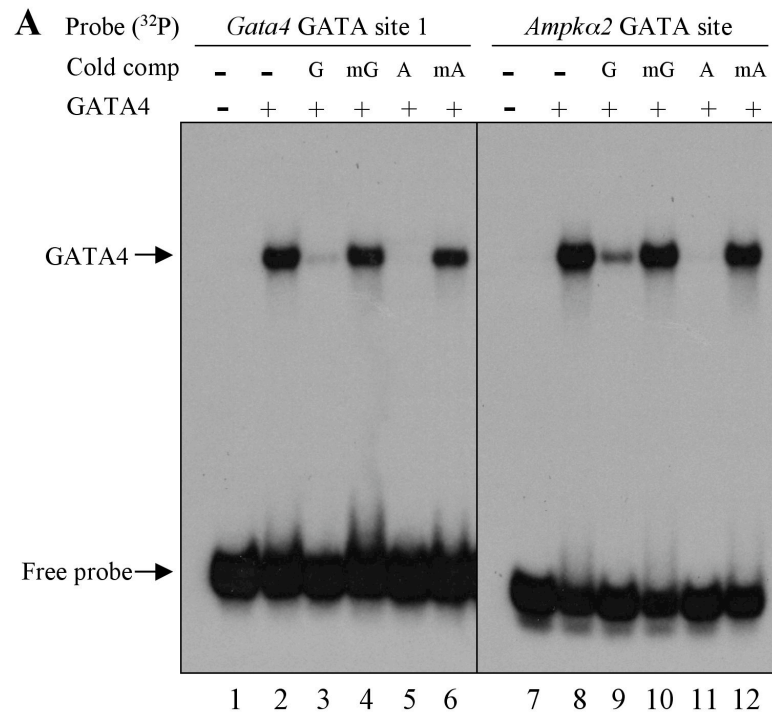 A Probe (³²P) Gata4 GATA site 1 Ampkα2 GATA site
Cold comp - - G mG A mA - - G mG A mA
GATA4 - + + + + + - + + + + +
GATA4
Free probe
1 2 3 4 5 6 7 8 9 10 11 12